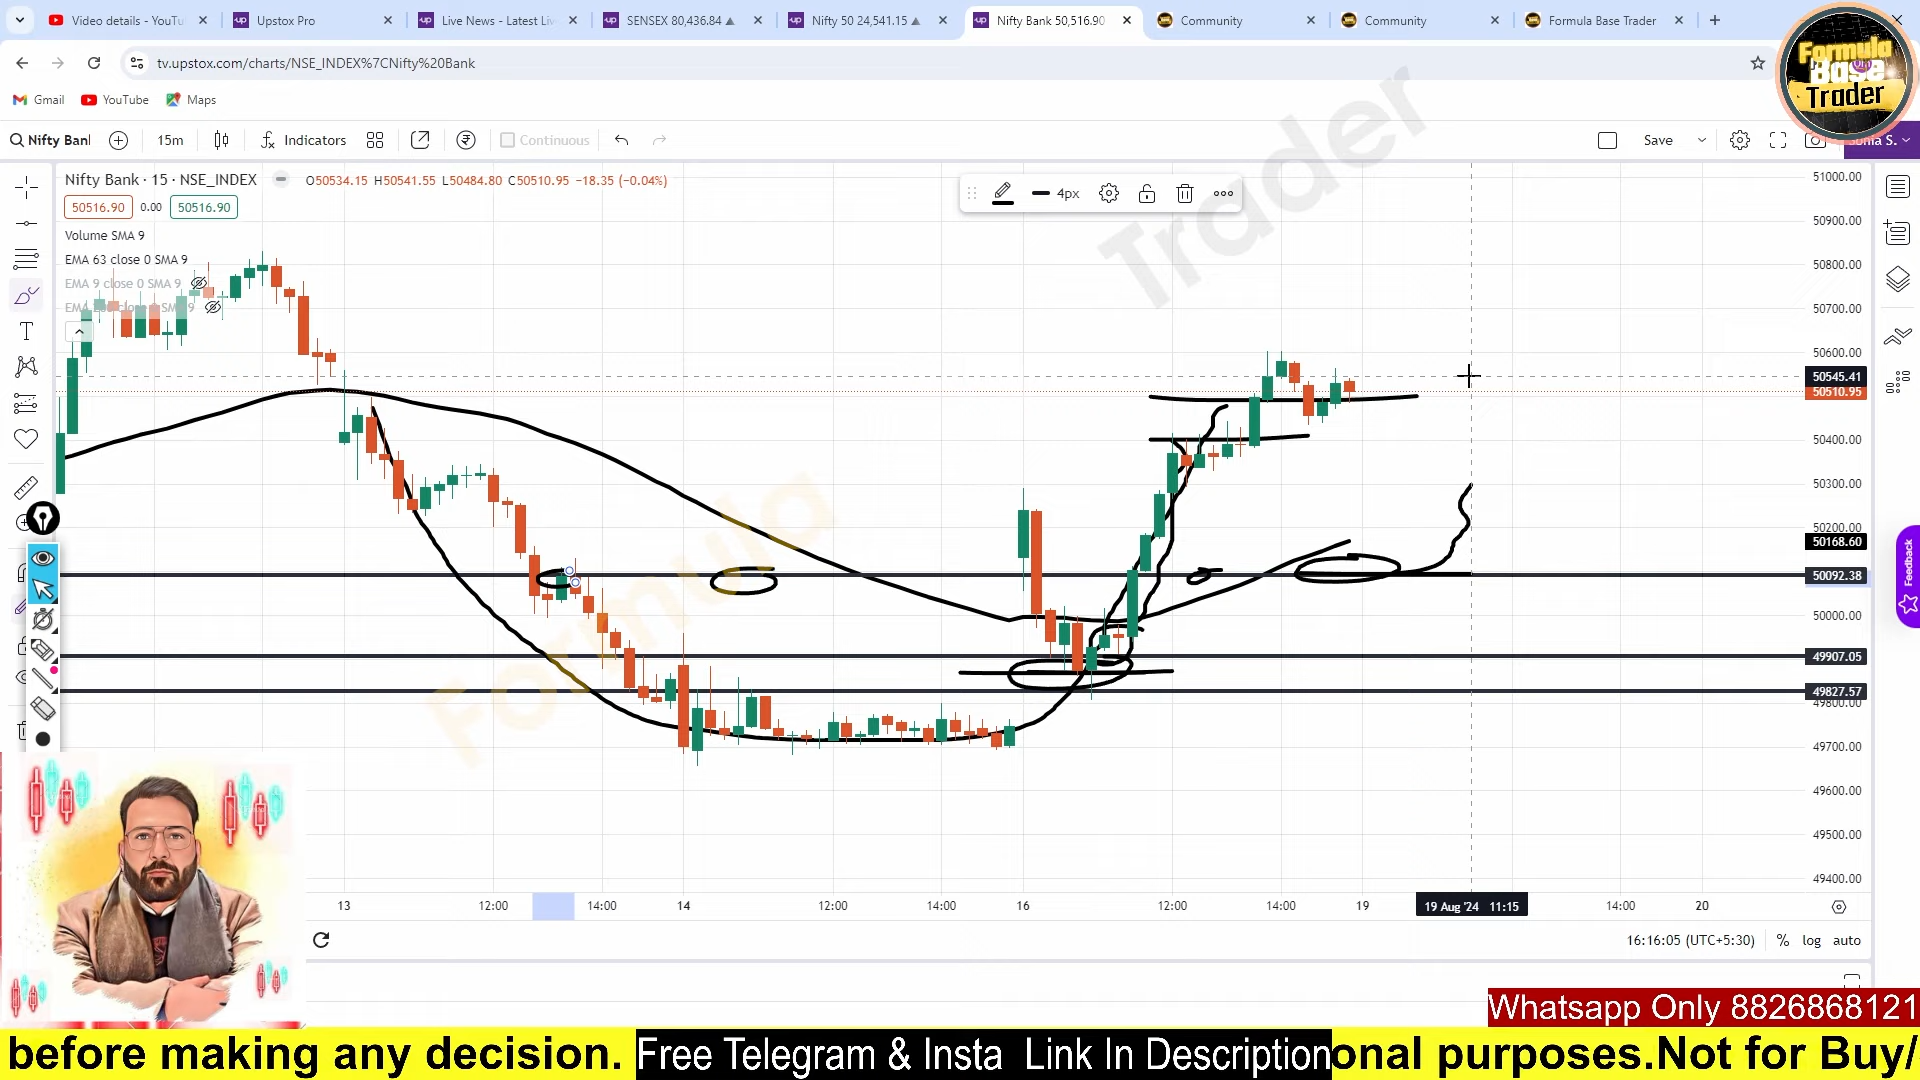 Video details - YouTu
Upstox Pro
Live News - Latest Li
SENSEX 80,436.84 ▲
Nifty 50 24,541.15 ▲
Nifty Bank 50,516.90
Community
Community
Formula Base Trader
tv.upstox.com/charts/NSE_INDEX%7CNifty%20Bank
Gmail
YouTube
Maps
Formula
Base
Trader
Nifty Bank
15m
Indicators
Continuous
Save
Sonia S.
Nifty Bank · 15 · NSE_INDEX
O50534.15 H50541.55 L50484.80 C50510.95 −18.35 (−0.04%)
50516.90 0.00 50516.90
4px
Volume SMA 9
EMA 63 close 0 SMA 9
EMA 9 close 0 SMA 9
Formula
Trader
51000.00
50900.00
50800.00
50700.00
50600.00
50545.41
50510.95
50400.00
50300.00
50200.00
50168.60
50092.38
50000.00
49907.05
49827.57
49800.00
49700.00
49600.00
49500.00
49400.00
Feedback
13 12:00 14:00 14 12:00 14:00 16 12:00 14:00 19 19 Aug '24 11:15 14:00 20
16:16:05 (UTC+5:30) % log auto
Whatsapp Only 8826868121
before making any decision. Free Telegram & Insta Link In Description onal purposes.Not for Buy/